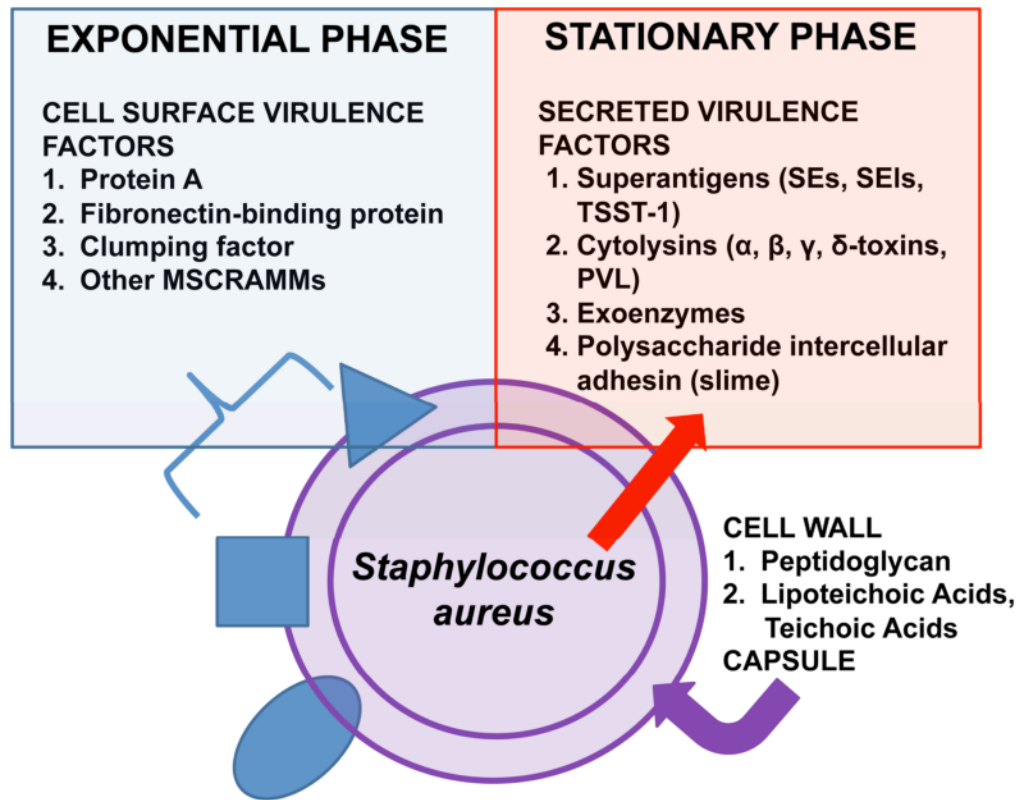 EXPONENTIAL PHASE
CELL SURFACE VIRULENCE
FACTORS
1. Protein A
2. Fibronectin-binding protein
3. Clumping factor
4. Other MSCRAMMs
STATIONARY PHASE
SECRETED VIRULENCE
FACTORS
1. Superantigens (SEs, SEls,
TSST-1)
2. Cytolysins (α, β, γ, δ-toxins,
PVL)
3. Exoenzymes
4. Polysaccharide intercellular
adhesin (slime)
Staphylococcus
aureus
CELL WALL
1. Peptidoglycan
2. Lipoteichoic Acids,
Teichoic Acids
CAPSULE